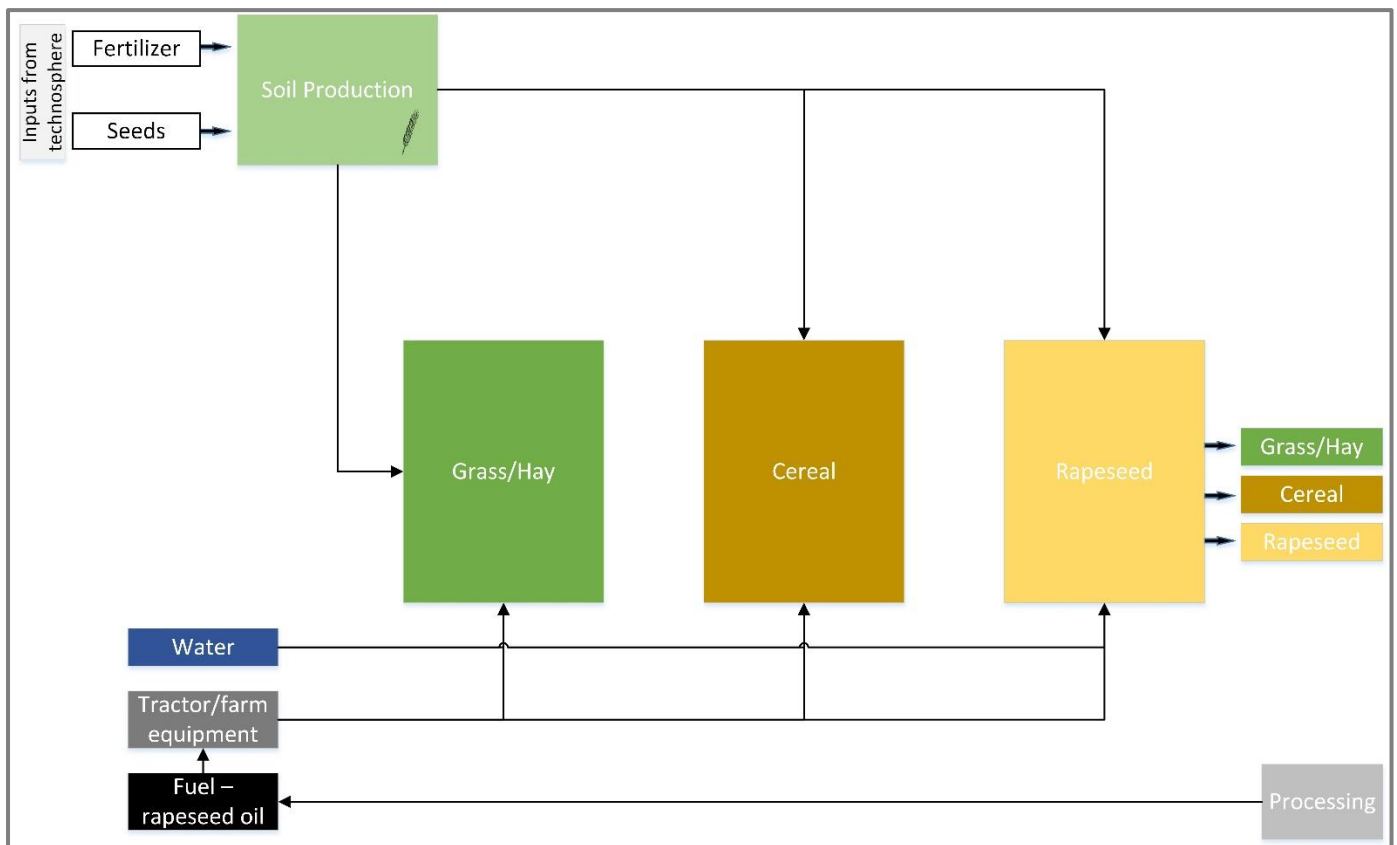 Inputs from
technosphere
Fertilizer
Seeds
Soil Production
Grass/Hay
Cereal
Rapeseed
Grass/Hay
Cereal
Rapeseed
Water
Tractor/farm
equipment
Fuel –
rapeseed oil
Processing